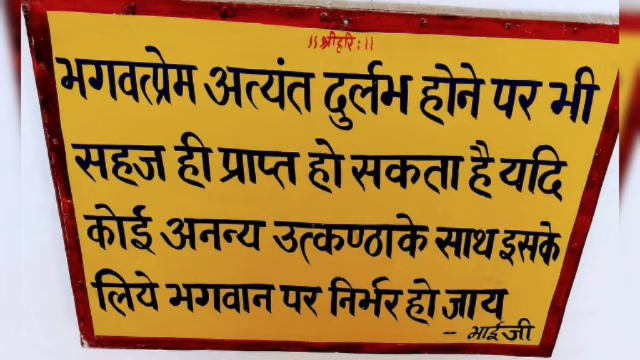 ।।श्रीहरि:।।
भगवत्प्रेम अत्यंत दुर्लभ होने पर भी
सहज ही प्राप्त हो सकता है यदि
कोई अनन्य उत्कण्ठाके साथ इसके
लिये भगवान पर निर्भर हो जाय
- भाईजी